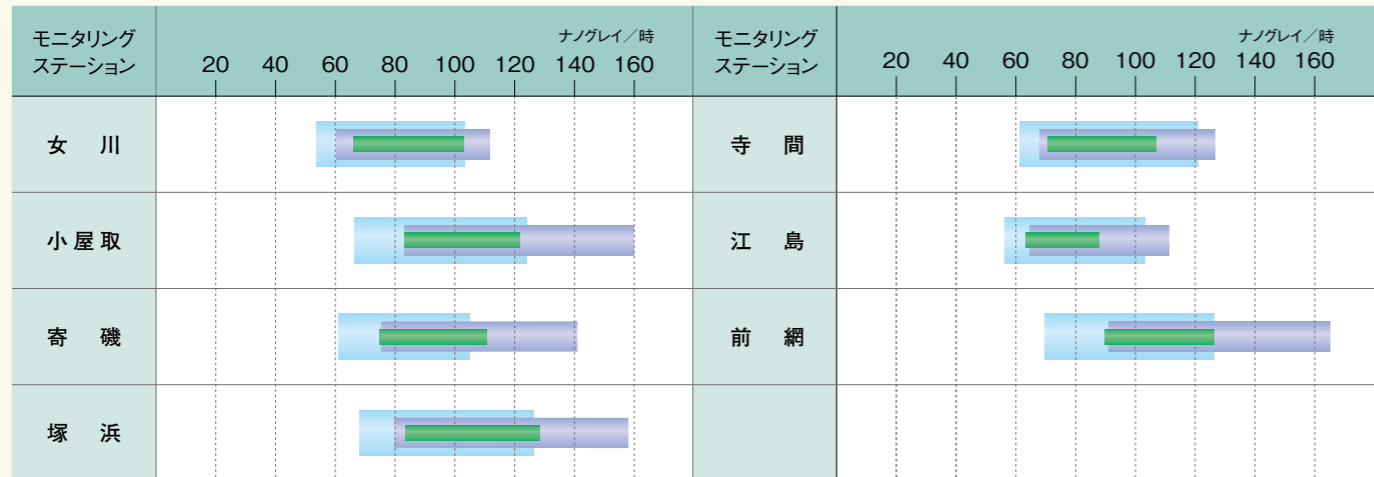 モニタリング
ステーション
ナノグレイ／時
20 40 60 80 100 120 140 160
モニタリング
ステーション
ナノグレイ／時
20 40 60 80 100 120 140 160
女 川
寺 間
小屋取
江 島
寄 磯
前 網
塚 浜